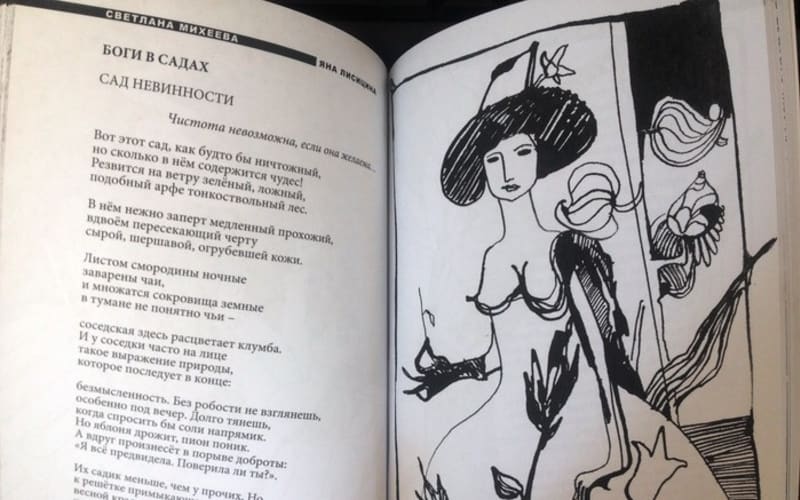 СВЕТЛАНА МИХЕЕВА
ЯНА ЛИСИЦИНА
БОГИ В САДАХ
САД НЕВИННОСТИ
Чистота невозможна, если она желаема...
Вот этот сад, как будто бы ничтожный,
но сколько в нём содержится чудес!
Резвится на ветру зелёный, ложный,
подобный арфе тонкоствольный лес.
В нём нежно заперт медленный прохожий,
вдвоём пересекающий черту
сырой, шершавой, огрубевшей кожи.
Листом смородины ночные
заварены чаи,
и множатся сокровища земные
в тумане не понятно чьи –
соседская здесь расцветает клумба.
И у соседки часто на лице
такое выражение природы,
которое последует в конце:
безмысленность. Без робости не взглянешь,
особенно под вечер. Долго тянешь,
когда спросить бы соли напрямик.
Но яблоня дрожит, пион поник.
А вдруг произнесёт в порыве доброты:
«Я всё предвидела. Поверила ли ты?».
Их садик меньше, чем у прочих. Но
к решётке
весной